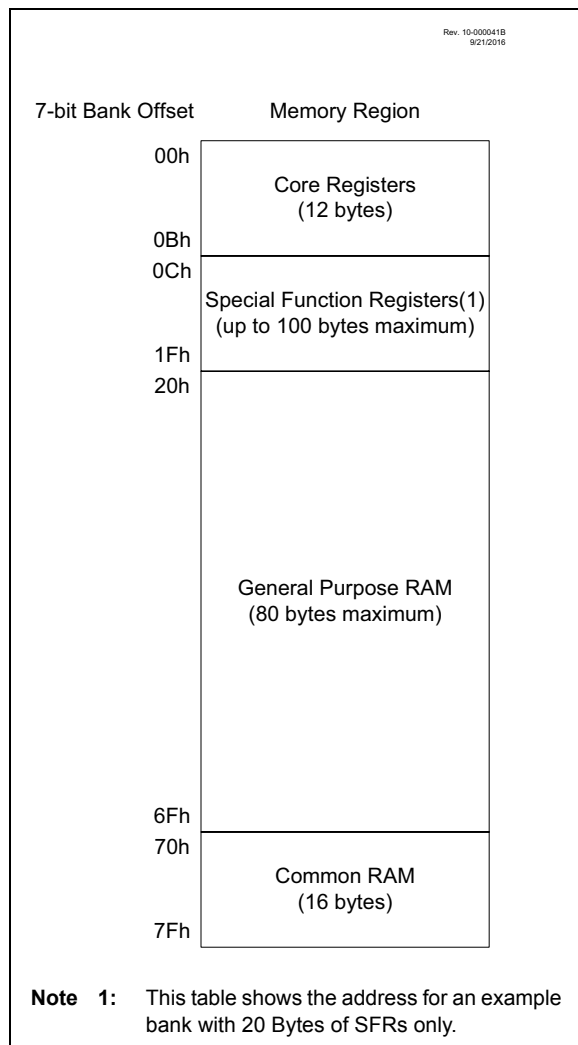 Rev. 10-000041B
9/21/2016
7-bit Bank Offset Memory Region
00h
Core Registers
(12 bytes)
0Bh
0Ch
Special Function Registers(1)
(up to 100 bytes maximum)
1Fh
20h
General Purpose RAM
(80 bytes maximum)
6Fh
70h
Common RAM
(16 bytes)
7Fh
Note 1: This table shows the address for an example
bank with 20 Bytes of SFRs only.